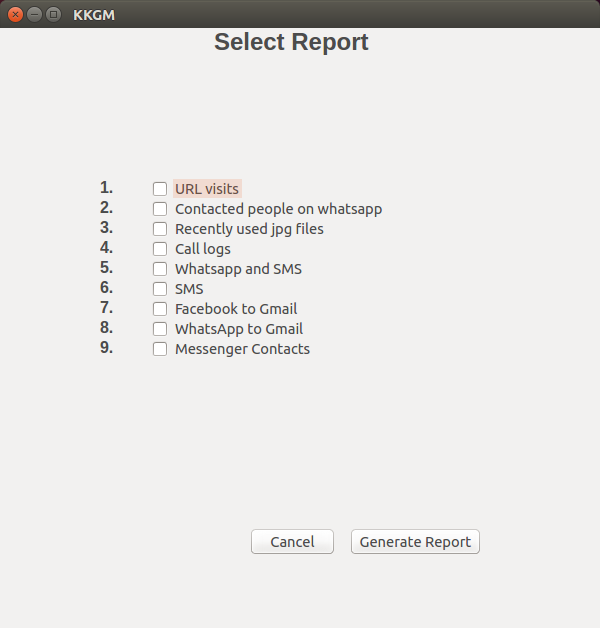 KKGM
Select Report
1. URL visits
2. Contacted people on whatsapp
3. Recently used jpg files
4. Call logs
5. Whatsapp and SMS
6. SMS
7. Facebook to Gmail
8. WhatsApp to Gmail
9. Messenger Contacts
Cancel Generate Report